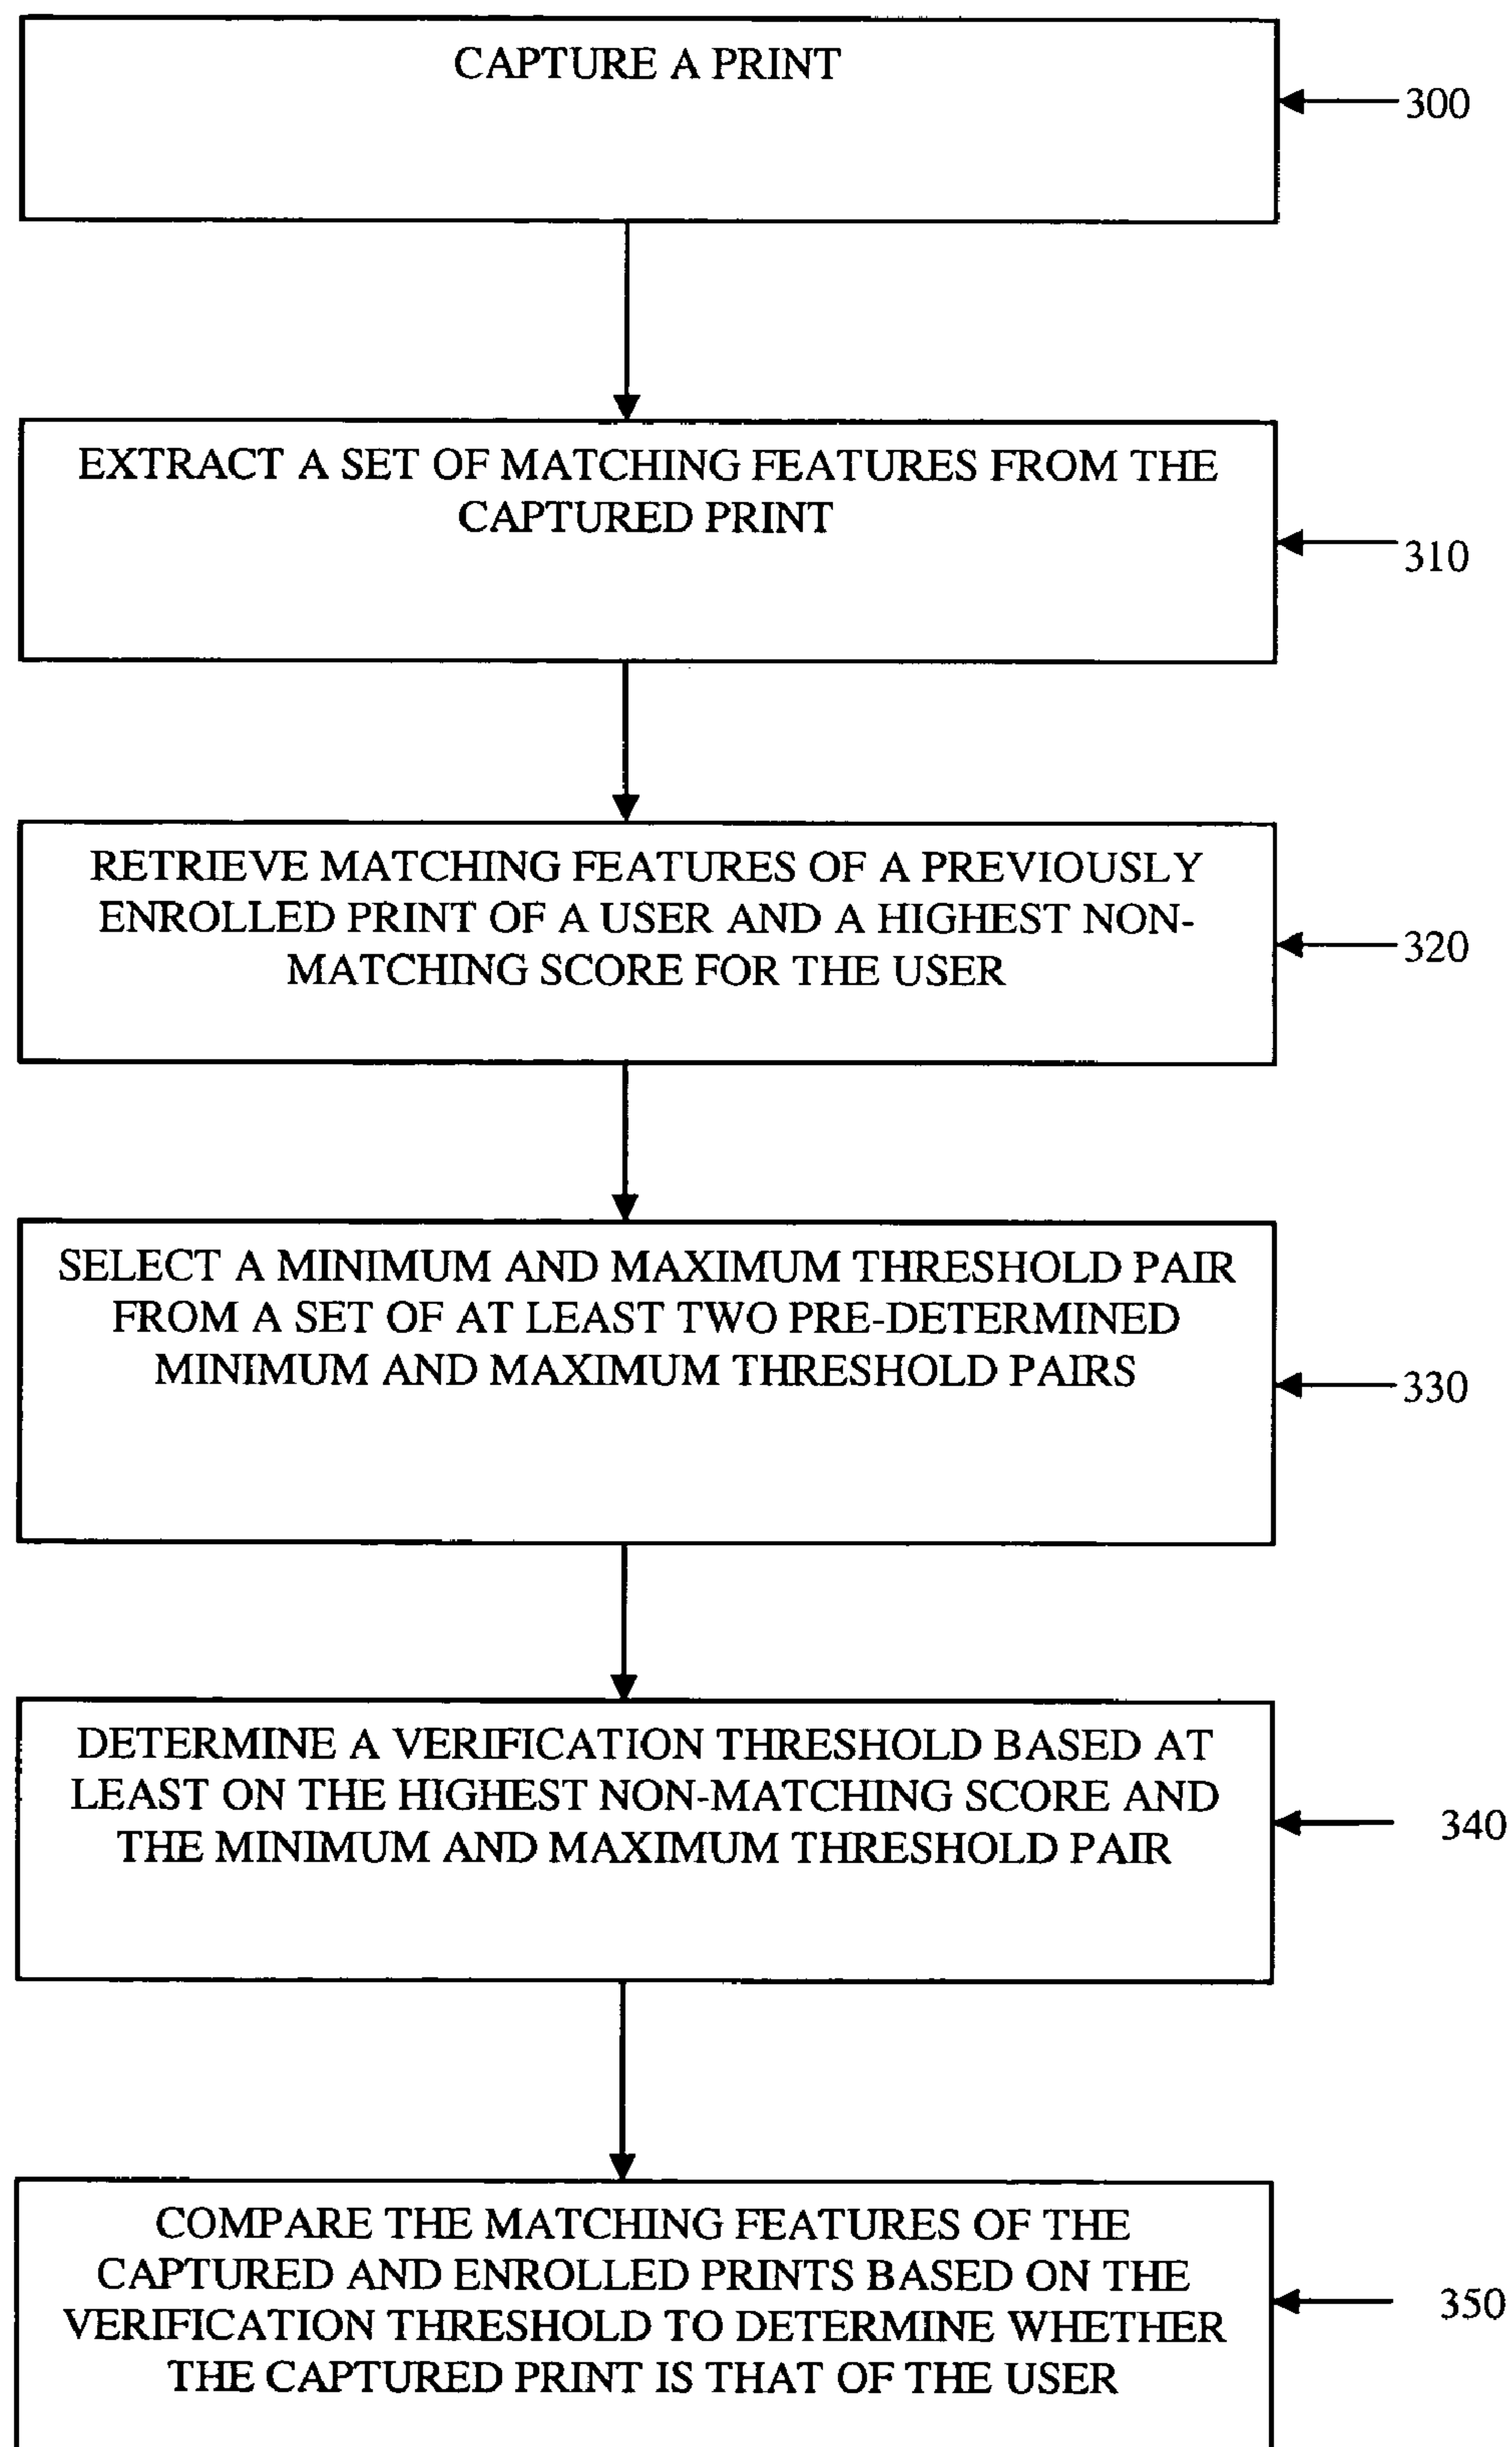 CAPTURE A PRINT
300
EXTRACT A SET OF MATCHING FEATURES FROM THE
CAPTURED PRINT
310
RETRIEVE MATCHING FEATURES OF A PREVIOUSLY
ENROLLED PRINT OF A USER AND A HIGHEST NON-
MATCHING SCORE FOR THE USER
320
SELECT A MINIMUM AND MAXIMUM THRESHOLD PAIR
FROM A SET OF AT LEAST TWO PRE-DETERMINED
MINIMUM AND MAXIMUM THRESHOLD PAIRS
330
DETERMINE A VERIFICATION THRESHOLD BASED AT
LEAST ON THE HIGHEST NON-MATCHING SCORE AND
THE MINIMUM AND MAXIMUM THRESHOLD PAIR
340
COMPARE THE MATCHING FEATURES OF THE
CAPTURED AND ENROLLED PRINTS BASED ON THE
VERIFICATION THRESHOLD TO DETERMINE WHETHER
THE CAPTURED PRINT IS THAT OF THE USER
350